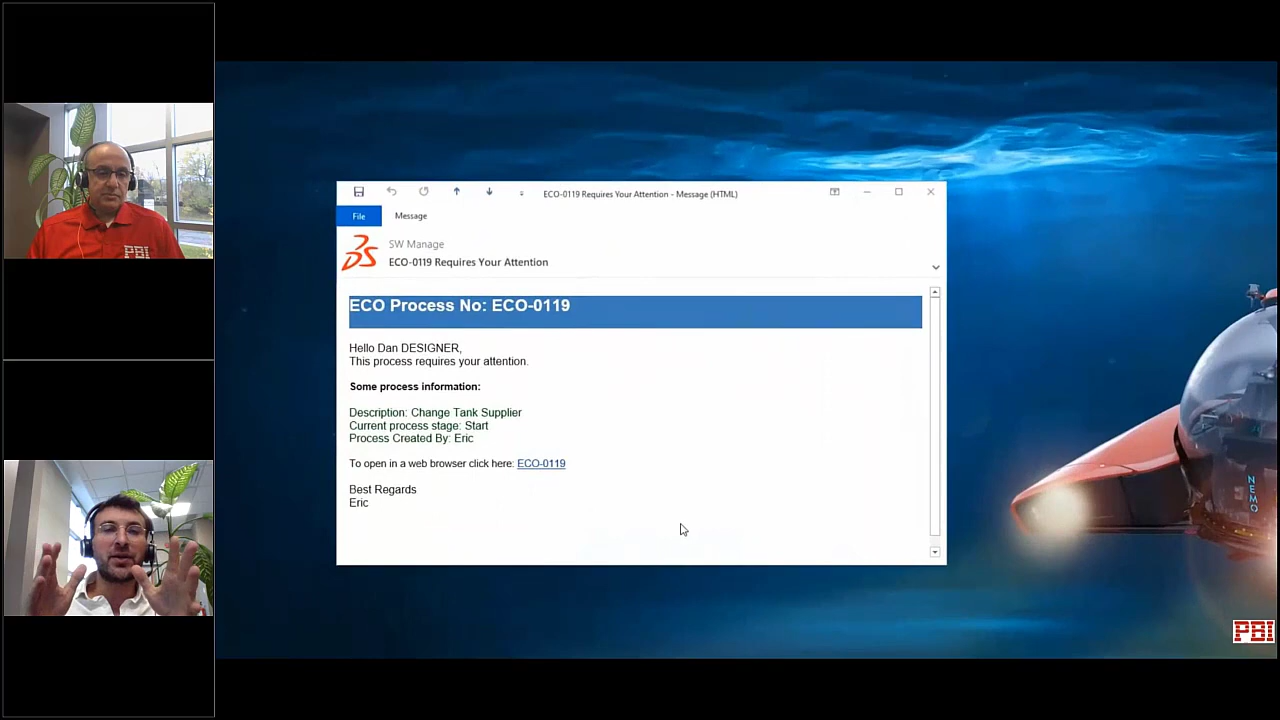 PBI
ECO-0119 Requires Your Attention - Message (HTML)
File
Message
SW Manage
ECO-0119 Requires Your Attention
ECO Process No: ECO-0119
Hello Dan DESIGNER,
This process requires your attention.
Some process information:
Description: Change Tank Supplier
Current process stage: Start
Process Created By: Eric
To open in a web browser click here: ECO-0119
Best Regards
Eric
NEMO
PBI